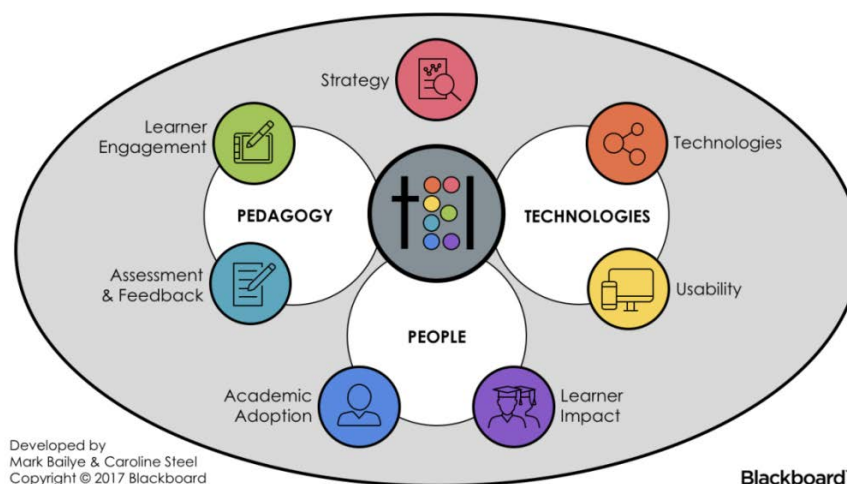 Strategy
Learner
Engagement
Technologies
PEDAGOGY
tel
TECHNOLOGIES
Assessment
& Feedback
Usability
PEOPLE
Academic
Adoption
Learner
Impact
Developed by
Mark Bailye & Caroline Steel
Copyright © 2017 Blackboard
Blackboard